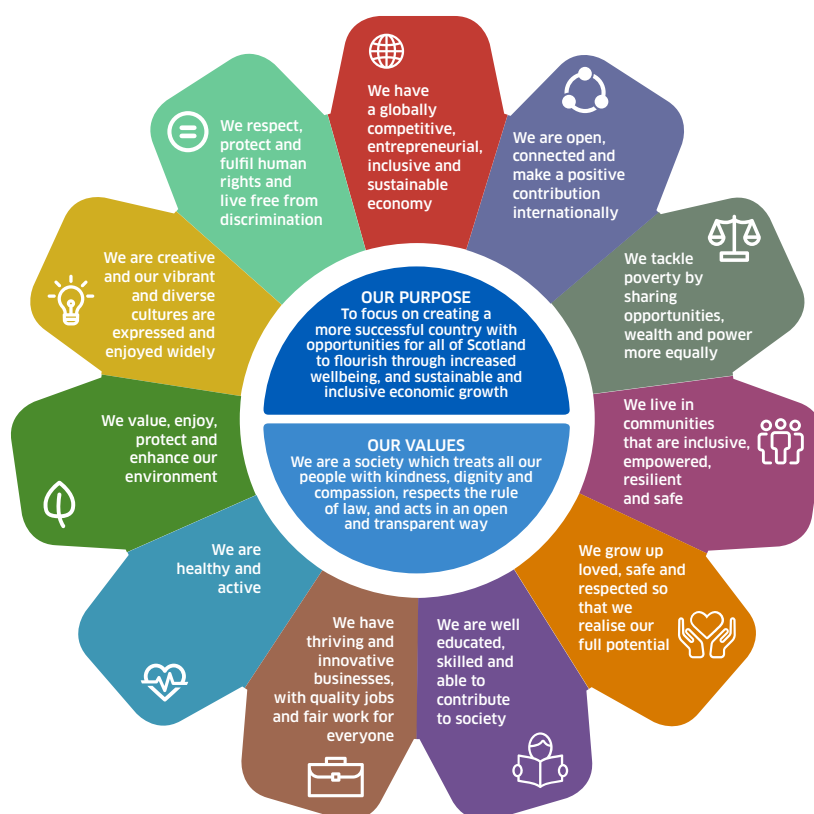 We have
a globally
competitive,
entrepreneurial,
inclusive and
sustainable
economy
We are open,
connected and
make a positive
contribution
internationally
We tackle
poverty by
sharing
opportunities,
wealth and power
more equally
We live in
communities
that are inclusive,
empowered,
resilient
and safe
We grow up
loved, safe and
respected so
that we
realise our
full potential
We are well
educated,
skilled and
able to
contribute
to society
We have
thriving and
innovative
businesses,
with quality jobs
and fair work for
everyone
We are
healthy and
active
We value, enjoy,
protect and
enhance our
environment
We are creative
and our vibrant
and diverse
cultures are
expressed and
enjoyed widely
We respect,
protect and
fulfil human
rights and
live free from
discrimination
OUR PURPOSE
To focus on creating a
more successful country with
opportunities for all of Scotland
to flourish through increased
wellbeing, and sustainable and
inclusive economic growth
OUR VALUES
We are a society which treats all our
people with kindness, dignity and
compassion, respects the rule
of law, and acts in an open
and transparent way